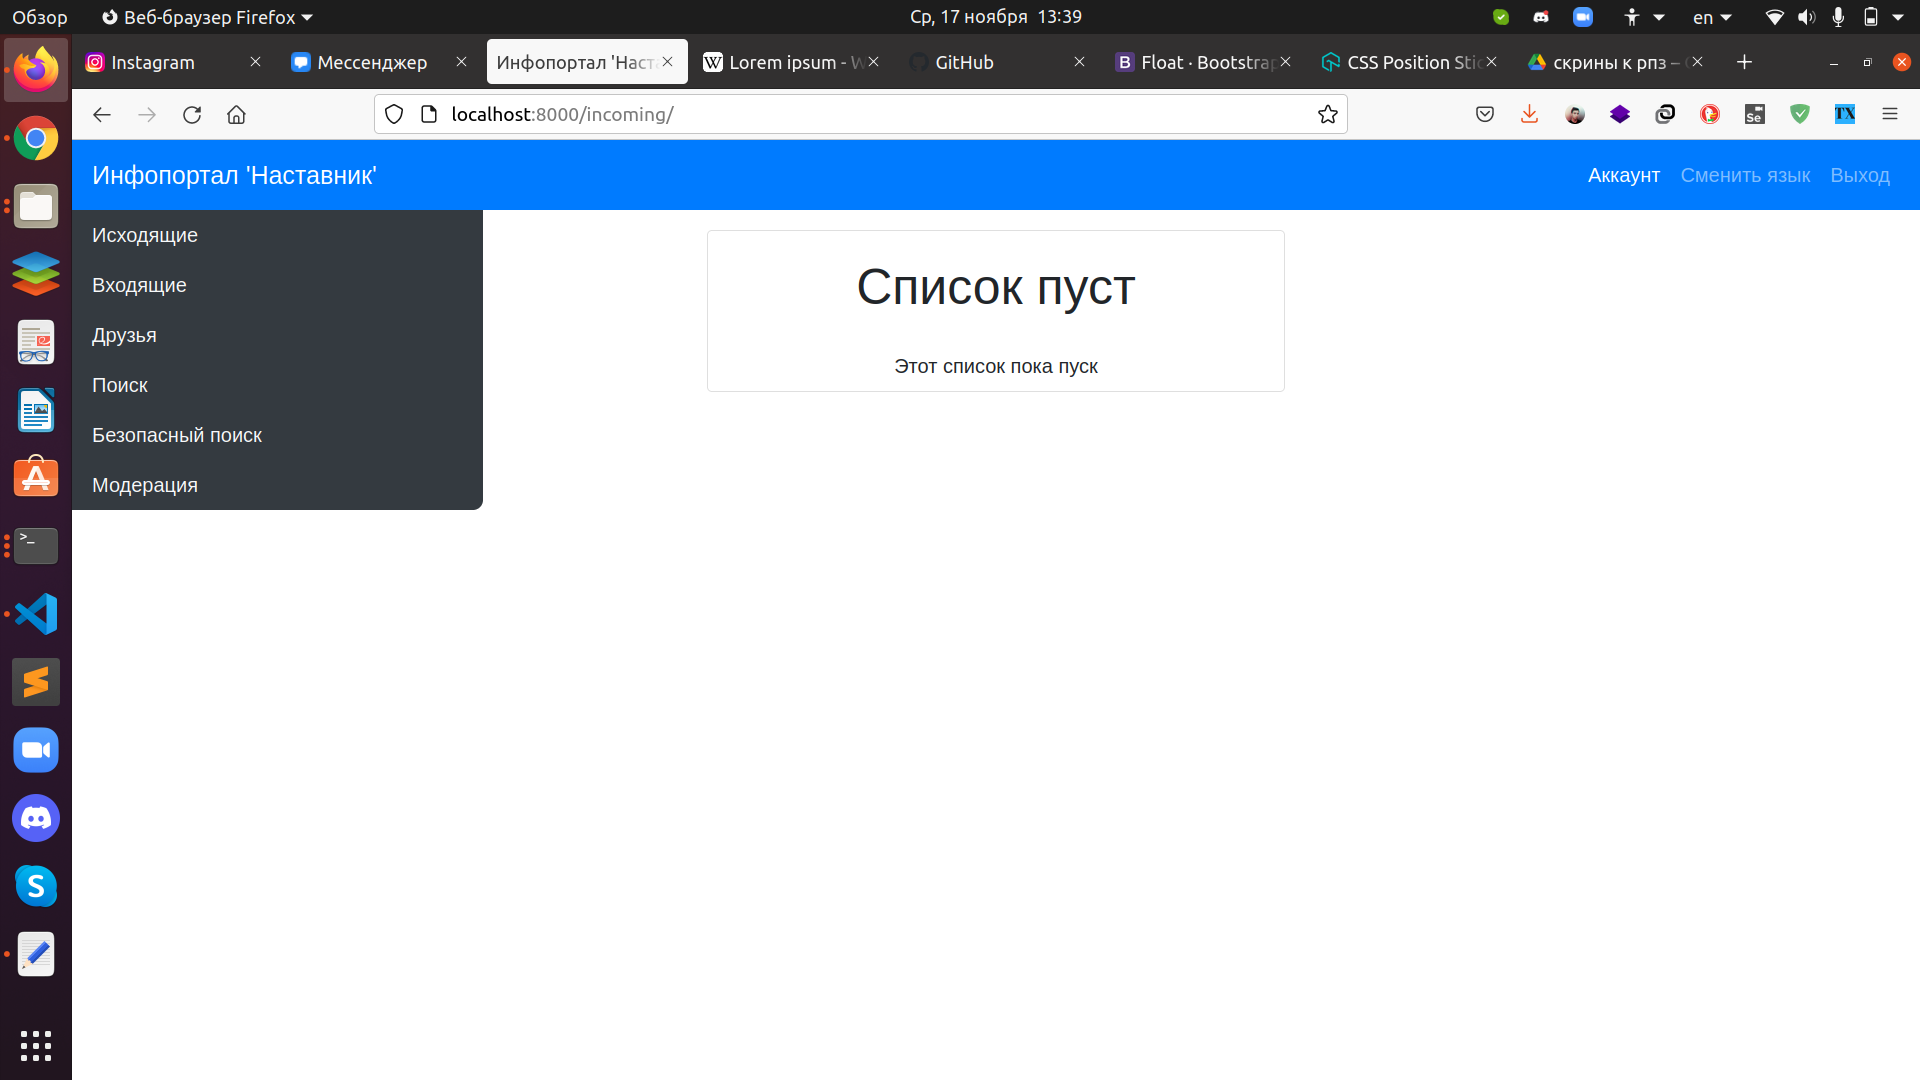 Обзор
Веб-браузер Firefox
Ср, 17 ноября 13:39
en
Instagram
Мессенджер
Инфопортал 'Наст
Lorem ipsum - W
GitHub
Float · Bootstrap
CSS Position Stic
скрины к рпз –
localhost:8000/incoming/
Se
TX
Инфопортал 'Наставник'
Аккаунт
Сменить язык
Выход
Исходящие
Входящие
Друзья
Поиск
Безопасный поиск
Модерация
Список пуст
Этот список пока пуск